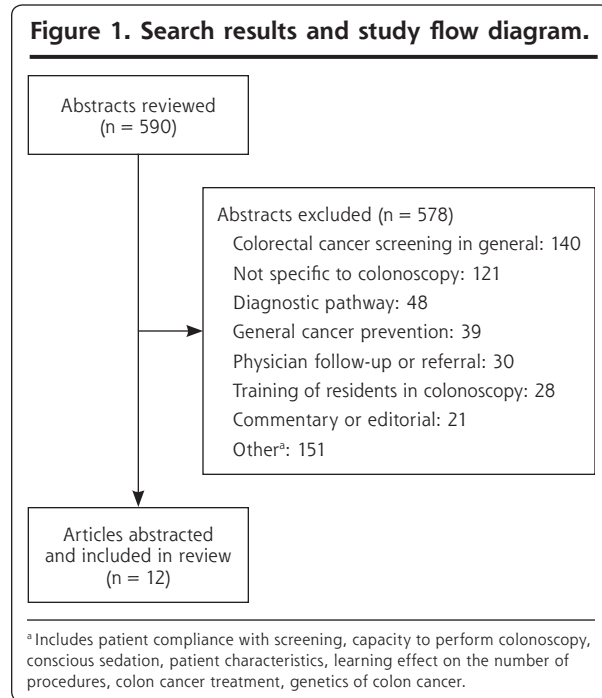 Figure 1. Search results and study flow diagram.
Abstracts reviewed
(n = 590)
Abstracts excluded (n = 578)
Colorectal cancer screening in general: 140
Not specific to colonoscopy: 121
Diagnostic pathway: 48
General cancer prevention: 39
Physician follow-up or referral: 30
Training of residents in colonoscopy: 28
Commentary or editorial: 21
Otherᵃ: 151
Articles abstracted
and included in review
(n = 12)
ᵃ Includes patient compliance with screening, capacity to perform colonoscopy,
conscious sedation, patient characteristics, learning effect on the number of
procedures, colon cancer treatment, genetics of colon cancer.